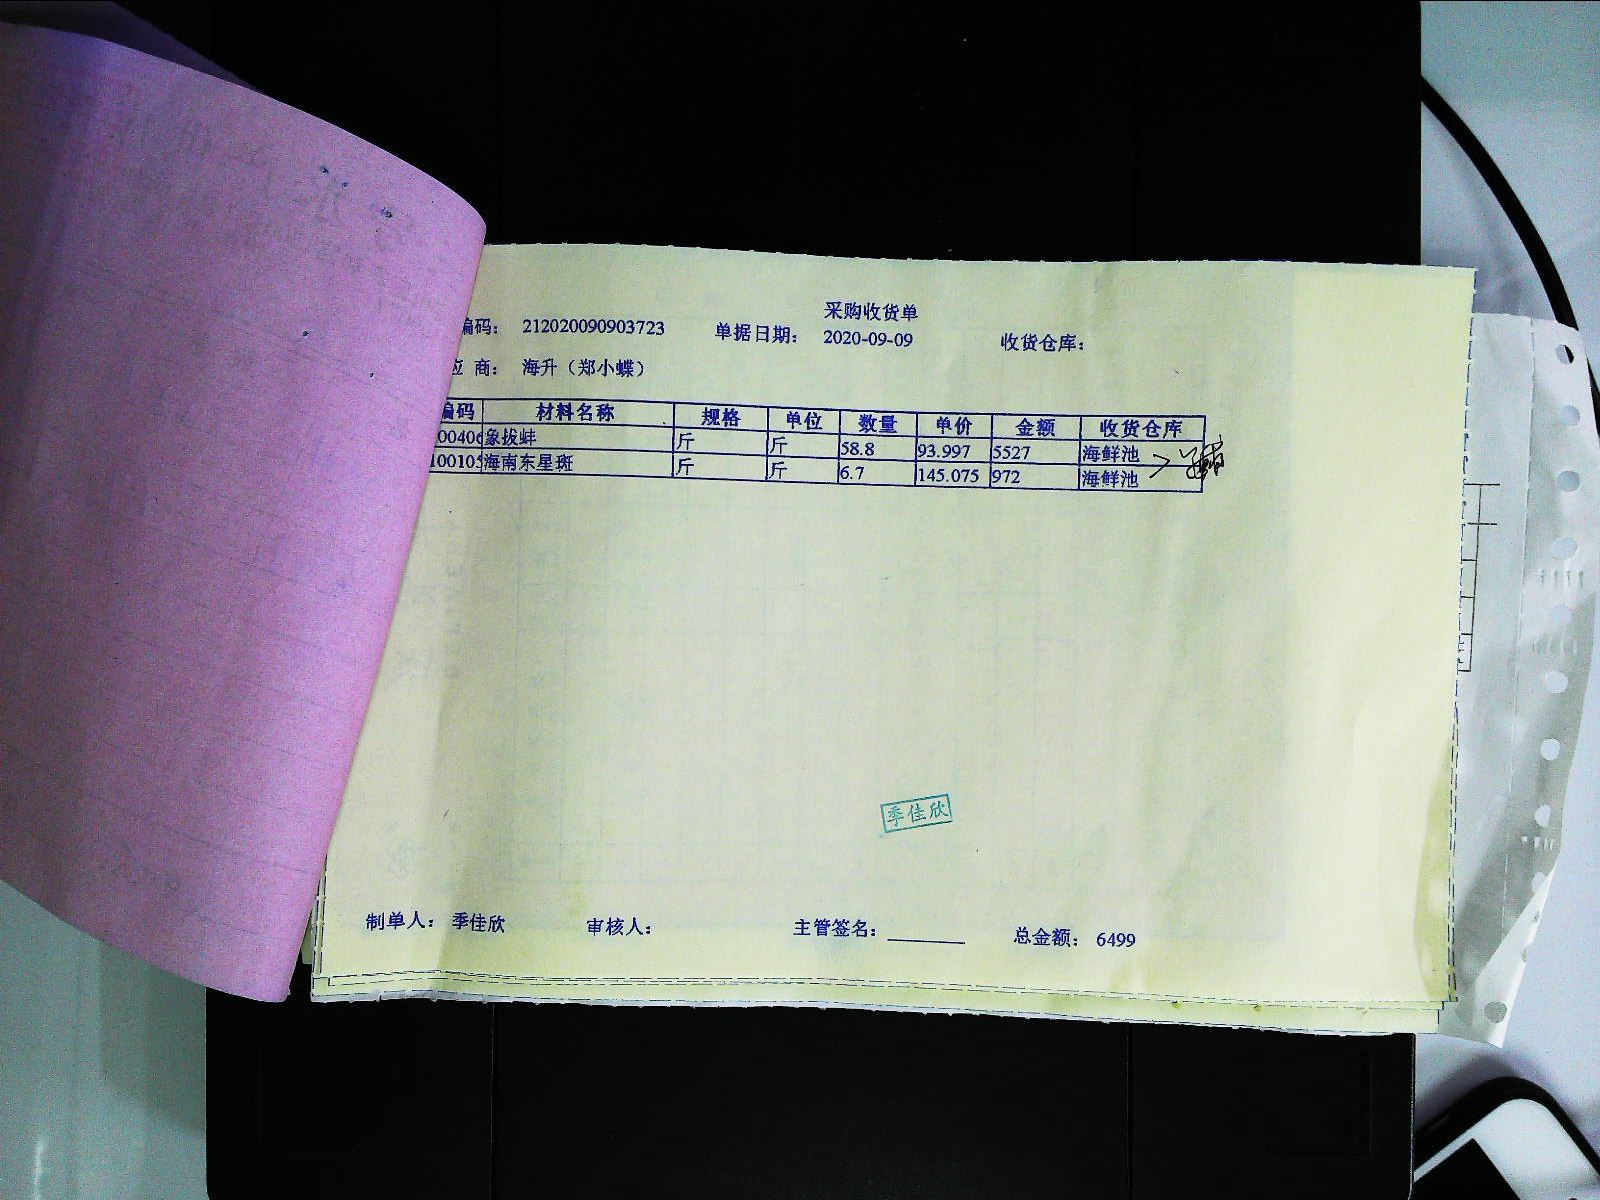 采购收货单
编码： 212020090903723 单据日期： 2020-09-09 收货仓库：
应 商： 海升（郑小蝶）
编码 材料名称 规格 单位 数量 单价 金额 收货仓库
00406 象拔蚌 斤 斤 58.8 93.997 5527 海鲜池
100105 海南东星斑 斤 斤 6.7 145.075 972 海鲜池
季佳欣
制单人： 季佳欣 审核人： 主管签名： 总金额： 6499